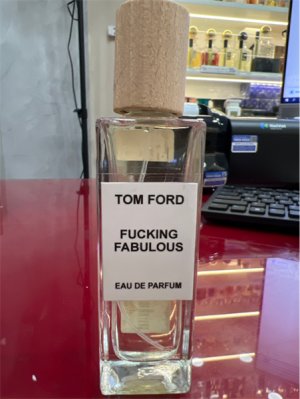 TOM FORD
FUCKING
FABULOUS
EAU DE PARFUM